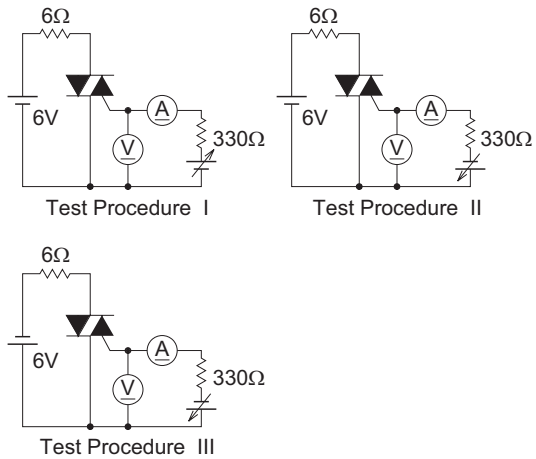 6Ω
6V
A
V
330Ω
Test Procedure I
6Ω
6V
A
V
330Ω
Test Procedure II
6Ω
6V
A
V
330Ω
Test Procedure III